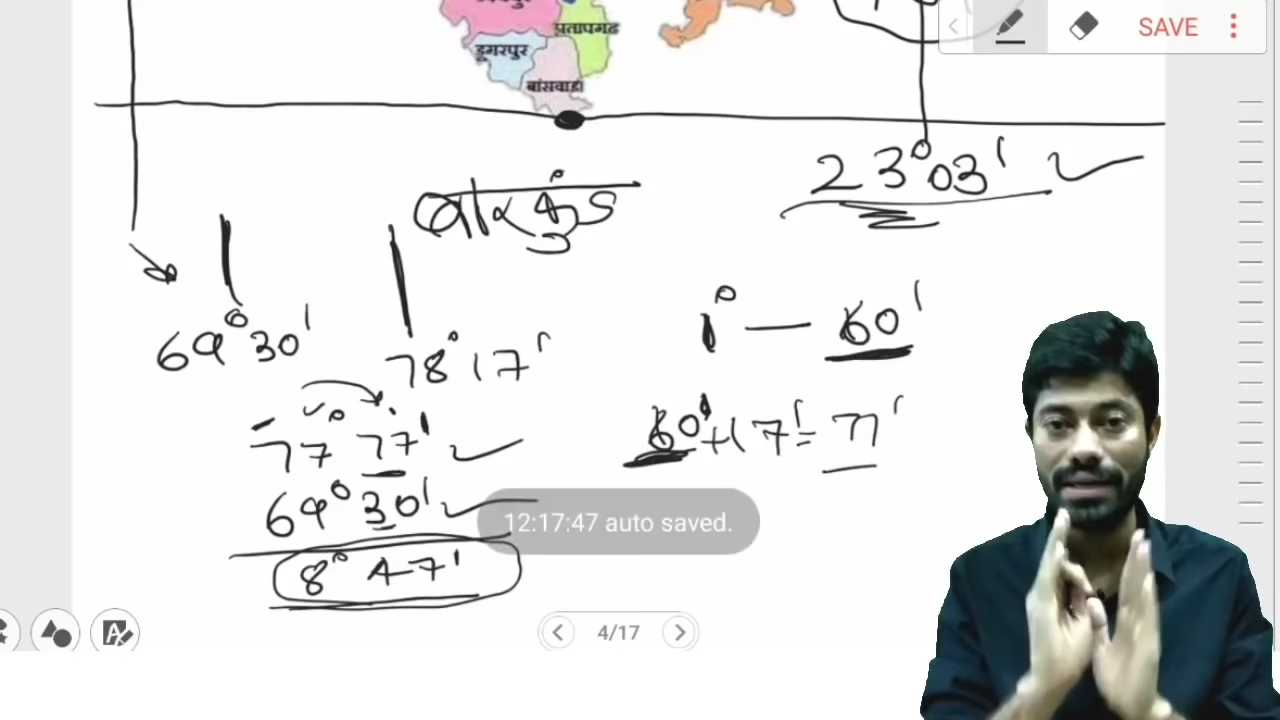 SAVE
प्रतापगढ
डूगरपुर
बांसवाडा
23°03'
बोरकुंड
69°30'
78°17'
1° — 60'
77° 77'
60'+17'= 77'
69°30'
12:17:47 auto saved.
8° 47'
4/17